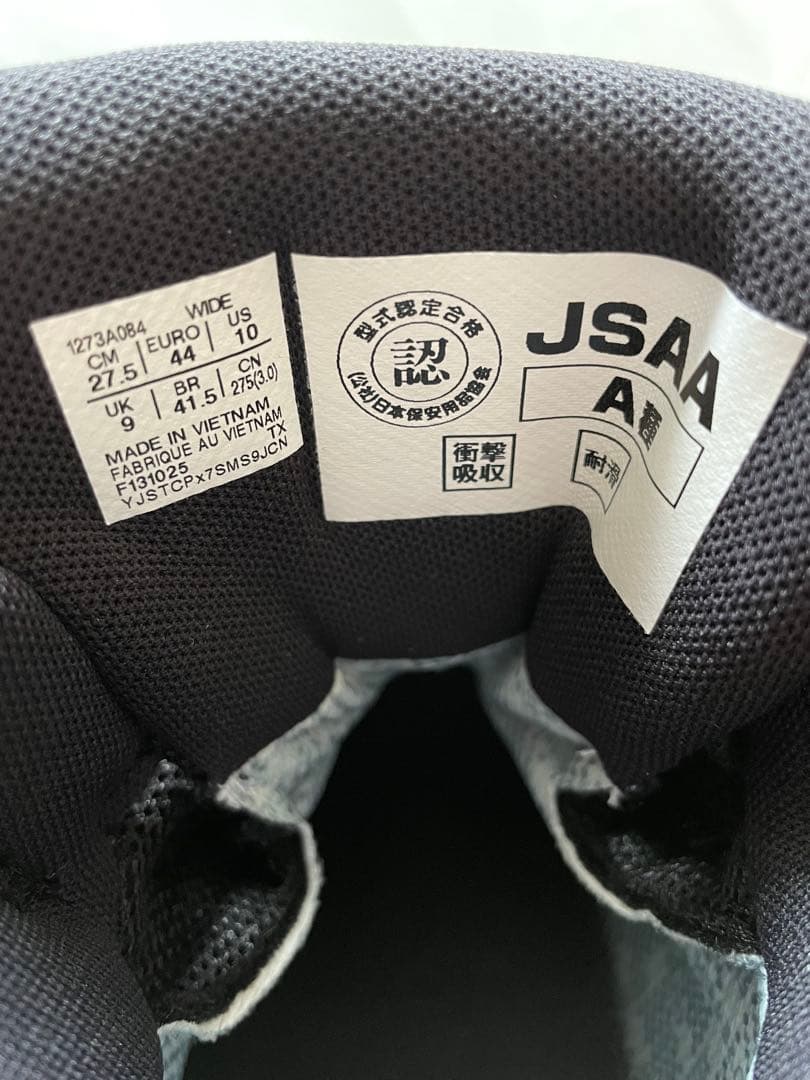 1273A084 WIDE
CM EURO US
27.5 44 10
UK BR CN
9 41.5 275(3.0)
MADE IN VIETNAM
FABRIQUE AU VIETNAM
F131025 TX
YJSTCPx7SMS9JCN
型式認定合格
認
(公社)日本保安用品協会
JSAA
A種
衝撃
吸収
耐滑